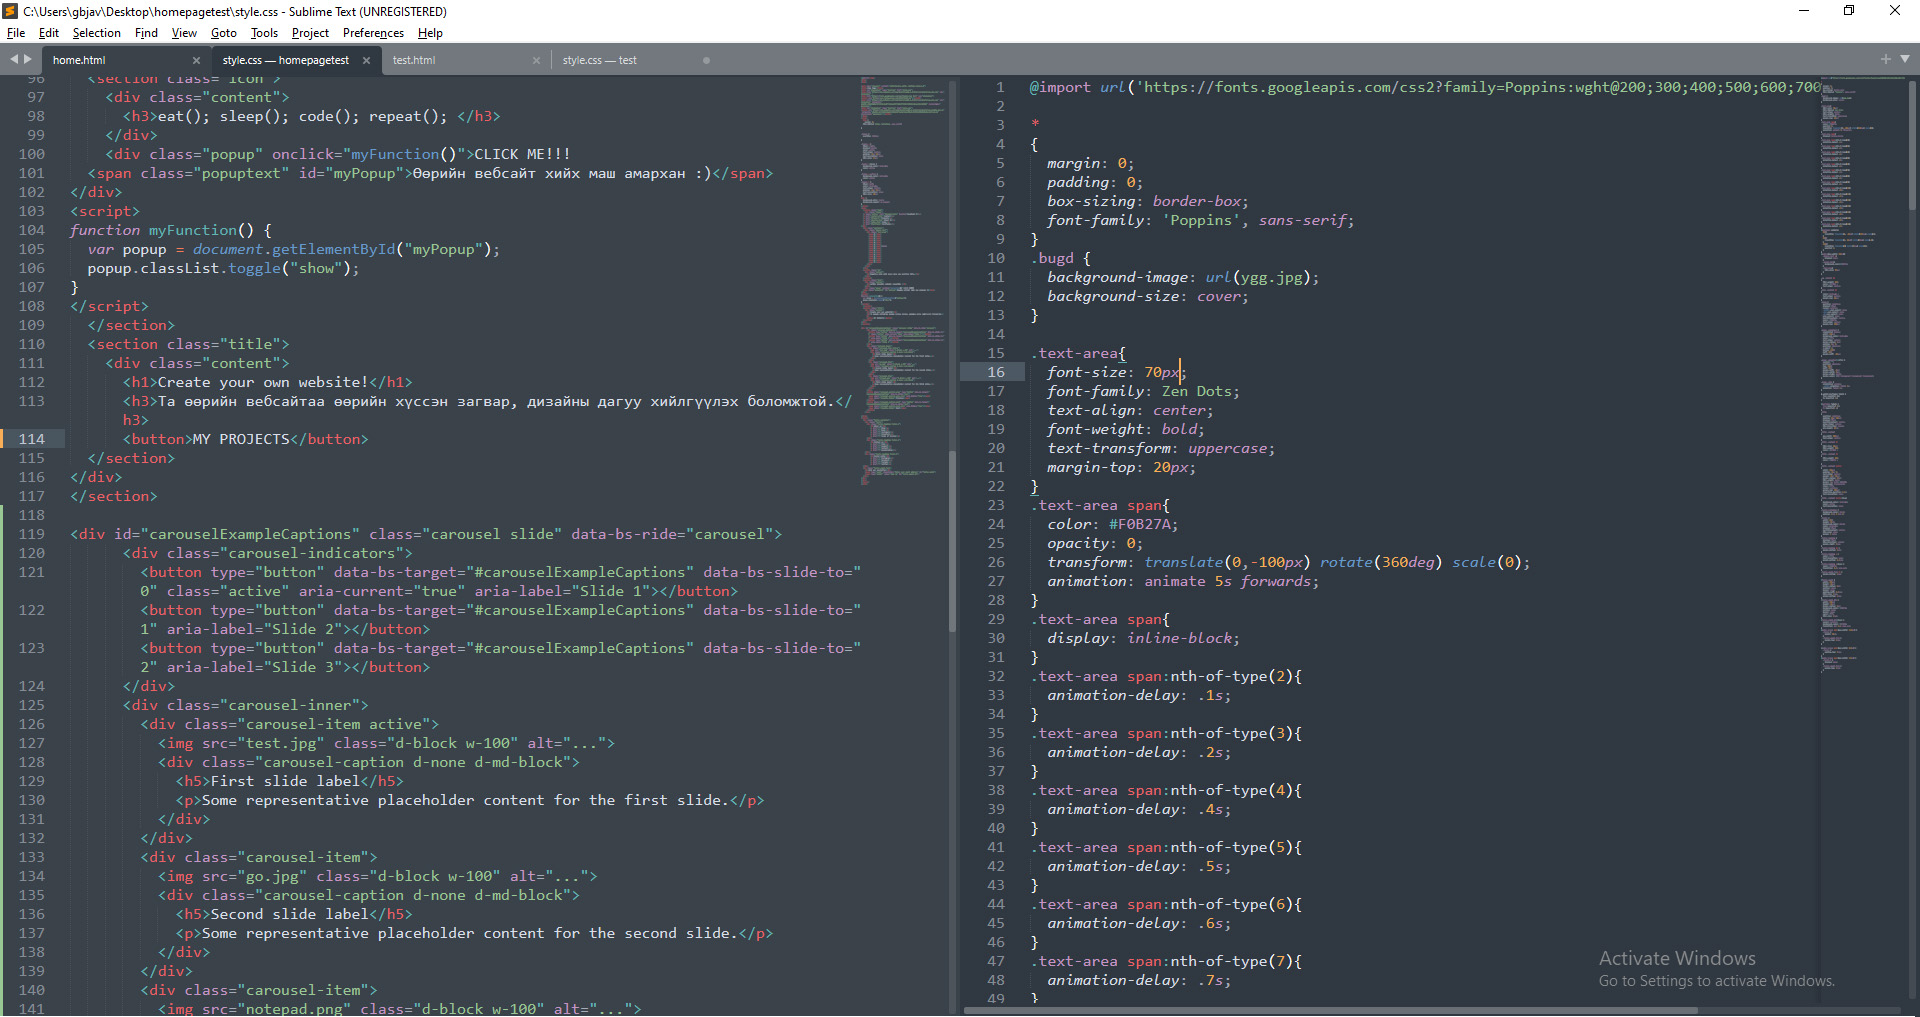 C:\Users\gbjav\Desktop\homepagetest\style.css - Sublime Text (UNREGISTERED)
File Edit Selection Find View Goto Tools Project Preferences Help
home.html × style.css — homepagetest × test.html × style.css — test
96 <section class="icon">
97 <div class="content">
98 <h3>eat(); sleep(); code(); repeat(); </h3>
99 </div>
100 <div class="popup" onclick="myFunction()">CLICK ME!!!
101 <span class="popuptext" id="myPopup">Өөрийн вебсайт хийх маш амархан :)</span>
102 </div>
103 <script>
104 function myFunction() {
105 var popup = document.getElementById("myPopup");
106 popup.classList.toggle("show");
107 }
108 </script>
109 </section>
110 <section class="title">
111 <div class="content">
112 <h1>Create your own website!</h1>
113 <h3>Та өөрийн вебсайтаа өөрийн хүссэн загвар, дизайны дагуу хийлгүүлэх боломжтой.</
h3>
114 <button>MY PROJECTS</button>
115 </section>
116 </div>
117 </section>
118
119 <div id="carouselExampleCaptions" class="carousel slide" data-bs-ride="carousel">
120 <div class="carousel-indicators">
121 <button type="button" data-bs-target="#carouselExampleCaptions" data-bs-slide-to="
0" class="active" aria-current="true" aria-label="Slide 1"></button>
122 <button type="button" data-bs-target="#carouselExampleCaptions" data-bs-slide-to="
1" aria-label="Slide 2"></button>
123 <button type="button" data-bs-target="#carouselExampleCaptions" data-bs-slide-to="
2" aria-label="Slide 3"></button>
124 </div>
125 <div class="carousel-inner">
126 <div class="carousel-item active">
127 <img src="test.jpg" class="d-block w-100" alt="...">
128 <div class="carousel-caption d-none d-md-block">
129 <h5>First slide label</h5>
130 <p>Some representative placeholder content for the first slide.</p>
131 </div>
132 </div>
133 <div class="carousel-item">
134 <img src="go.jpg" class="d-block w-100" alt="...">
135 <div class="carousel-caption d-none d-md-block">
136 <h5>Second slide label</h5>
137 <p>Some representative placeholder content for the second slide.</p>
138 </div>
139 </div>
140 <div class="carousel-item">
141 <img src="notepad.png" class="d-block w-100" alt="...">
1 @import url('https://fonts.googleapis.com/css2?family=Poppins:wght@200;300;400;500;600;700
2
3 *
4 {
5 margin: 0;
6 padding: 0;
7 box-sizing: border-box;
8 font-family: 'Poppins', sans-serif;
9 }
10 .bugd {
11 background-image: url(ygg.jpg);
12 background-size: cover;
13 }
14
15 .text-area{
16 font-size: 70px;
17 font-family: Zen Dots;
18 text-align: center;
19 font-weight: bold;
20 text-transform: uppercase;
21 margin-top: 20px;
22 }
23 .text-area span{
24 color: #F0B27A;
25 opacity: 0;
26 transform: translate(0,-100px) rotate(360deg) scale(0);
27 animation: animate 5s forwards;
28 }
29 .text-area span{
30 display: inline-block;
31 }
32 .text-area span:nth-of-type(2){
33 animation-delay: .1s;
34 }
35 .text-area span:nth-of-type(3){
36 animation-delay: .2s;
37 }
38 .text-area span:nth-of-type(4){
39 animation-delay: .4s;
40 }
41 .text-area span:nth-of-type(5){
42 animation-delay: .5s;
43 }
44 .text-area span:nth-of-type(6){
45 animation-delay: .6s;
46 }
47 .text-area span:nth-of-type(7){
48 animation-delay: .7s;
49 }
Activate Windows
Go to Settings to activate Windows.